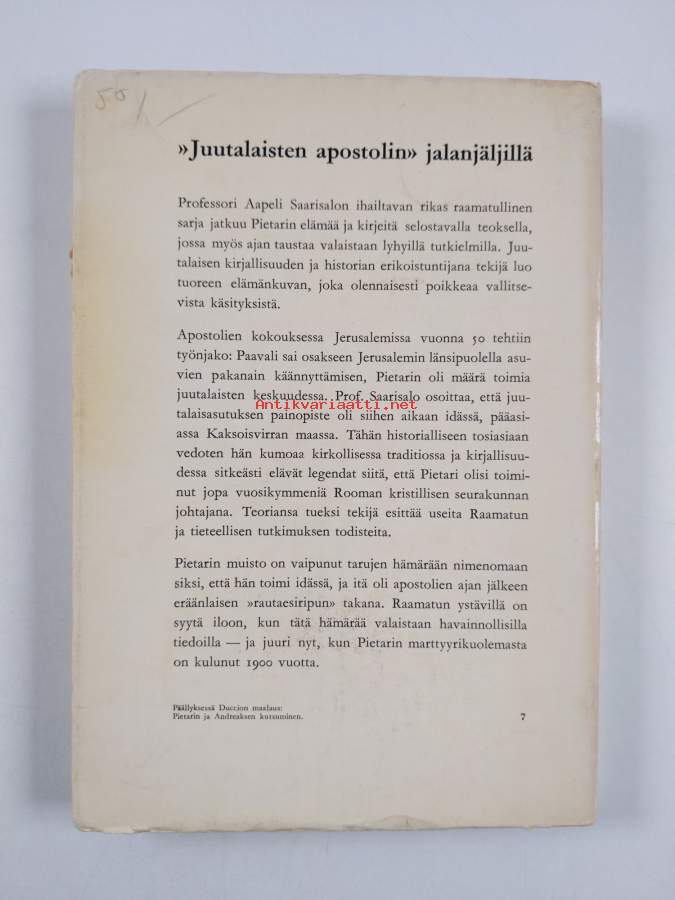 50/—
»Juutalaisten apostolin» jalanjäljillä
Professori Aapeli Saarisalon ihailtavan rikas raamatullinen
sarja jatkuu Pietarin elämää ja kirjeitä selostavalla teoksella,
jossa myös ajan taustaa valaistaan lyhyillä tutkielmilla. Juu-
talaisen kirjallisuuden ja historian erikoistuntijana tekijä luo
tuoreen elämänkuvan, joka olennaisesti poikkeaa vallitse-
vista käsityksistä.
Apostolien kokouksessa Jerusalemissa vuonna 50 tehtiin
työnjako: Paavali sai osakseen Jerusalemin länsipuolella asu-
vien pakanain käännyttämisen, Pietarin oli määrä toimia
juutalaisten keskuudessa. Prof. Saarisalo osoittaa, että juu-
Antikvariaatti.net
talaisasutuksen painopiste oli siihen aikaan idässä, pääasi-
assa Kaksoisvirran maassa. Tähän historialliseen tosiasiaan
vedoten hän kumoaa kirkollisessa traditiossa ja kirjallisuu-
dessa sitkeästi elävät legendat siitä, että Pietari olisi toimi-
nut jopa vuosikymmeniä Rooman kristillisen seurakunnan
johtajana. Teoriansa tueksi tekijä esittää useita Raamatun
ja tieteellisen tutkimuksen todisteita.
Pietarin muisto on vaipunut tarujen hämärään nimenomaan
siksi, että hän toimi idässä, ja itä oli apostolien ajan jälkeen
eräänlaisen »rautaesiripun» takana. Raamatun ystävillä on
syytä iloon, kun tätä hämärää valaistaan havainnollisilla
tiedoilla — ja juuri nyt, kun Pietarin marttyyrikuolemasta
on kulunut 1900 vuotta.
Päällyksessä Duccion maalaus:
Pietarin ja Andreaksen kutsuminen.
7